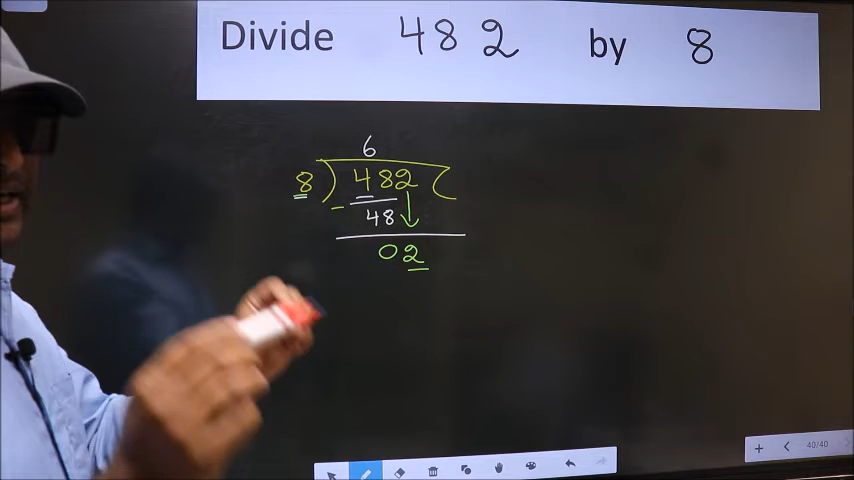 Divide 482 by 8
6
8 ) 482 (
- 48 ↓
02
40/40